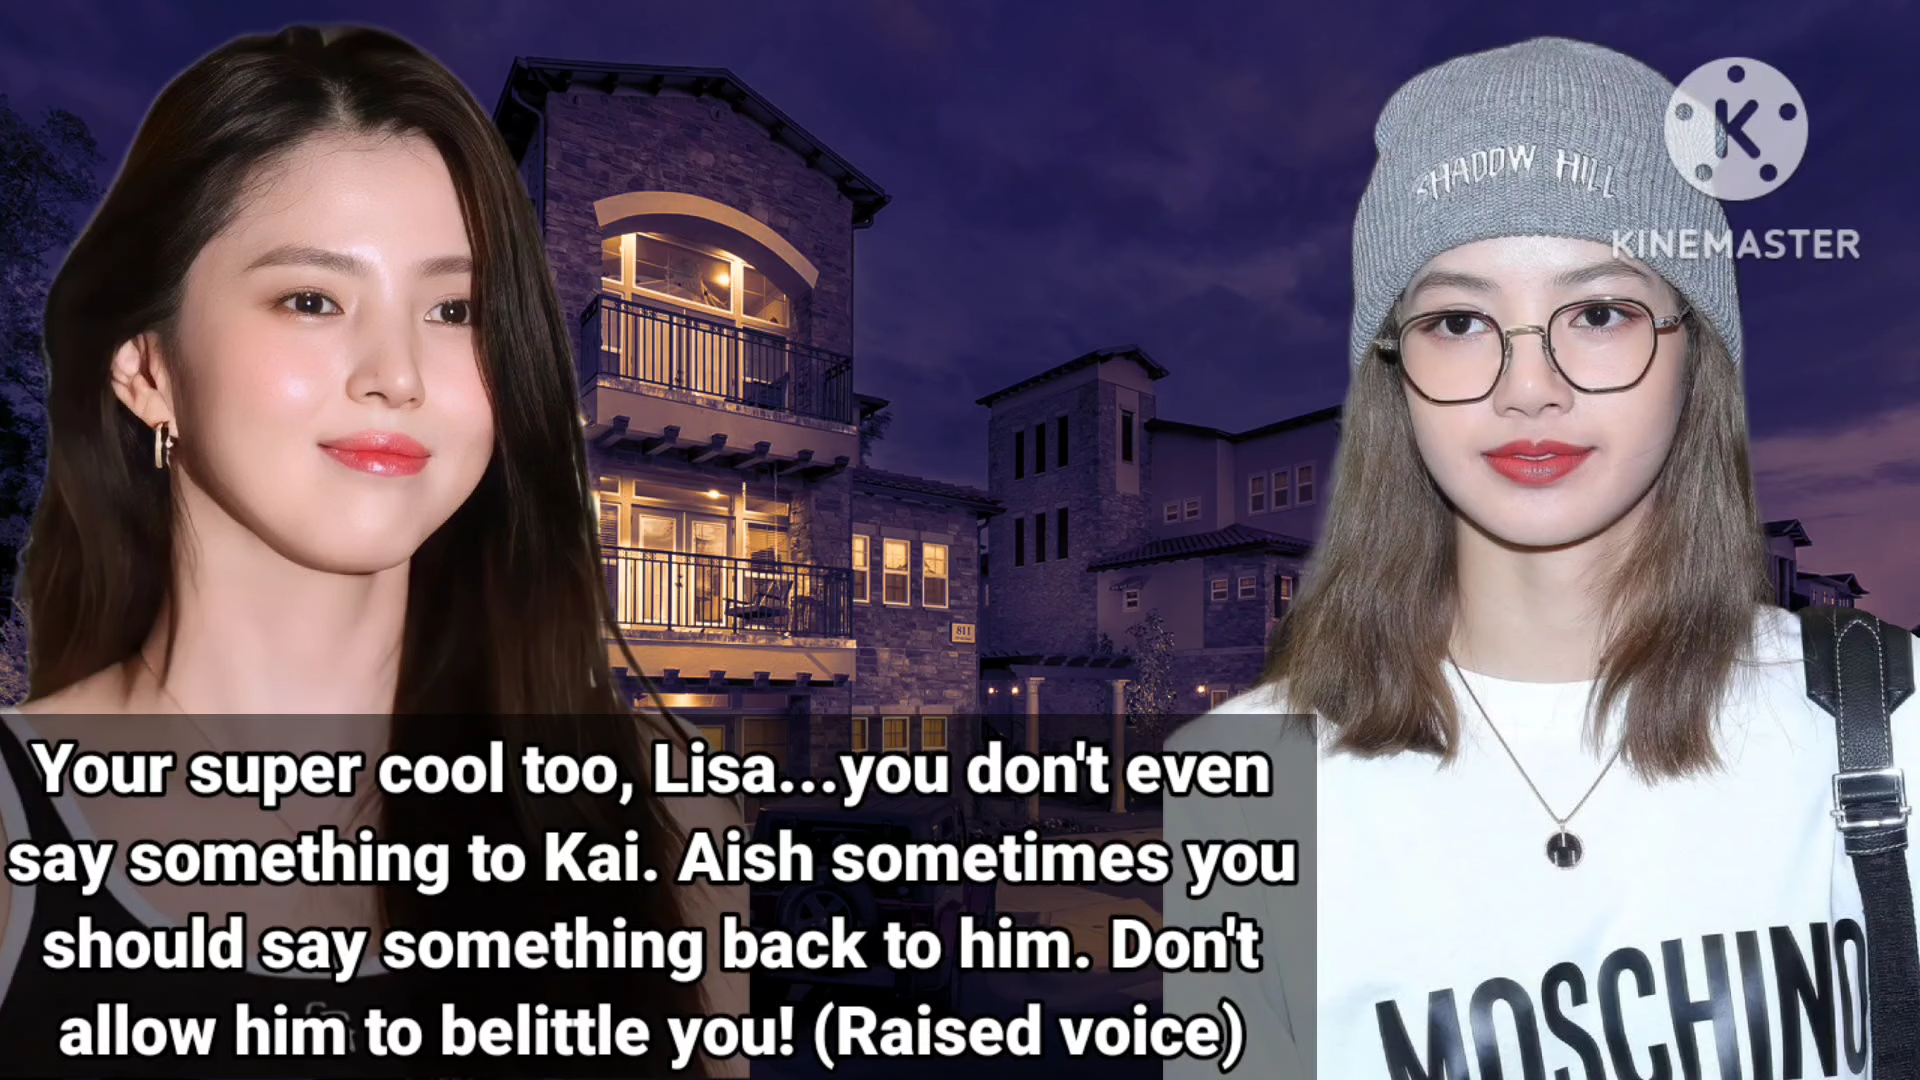 SHADOW HILL
K
KINEMASTER
811
Your super cool too, Lisa...you don't even
say something to Kai. Aish sometimes you
should say something back to him. Don't
allow him to belittle you! (Raised voice)
MOSCHINO